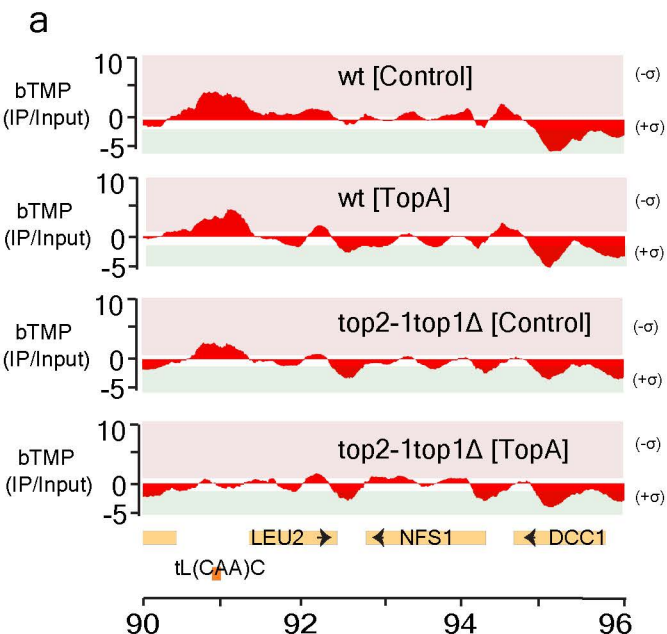 a
bTMP
(IP/Input)
10
0
-5
wt [Control]
(-σ)
(+σ)
bTMP
(IP/Input)
10
0
-5
wt [TopA]
(-σ)
(+σ)
bTMP
(IP/Input)
10
0
-5
top2-1top1Δ [Control]
(-σ)
(+σ)
bTMP
(IP/Input)
10
0
-5
top2-1top1Δ [TopA]
(-σ)
(+σ)
LEU2 NFS1 DCC1
tL(CAA)C
90 92 94 96